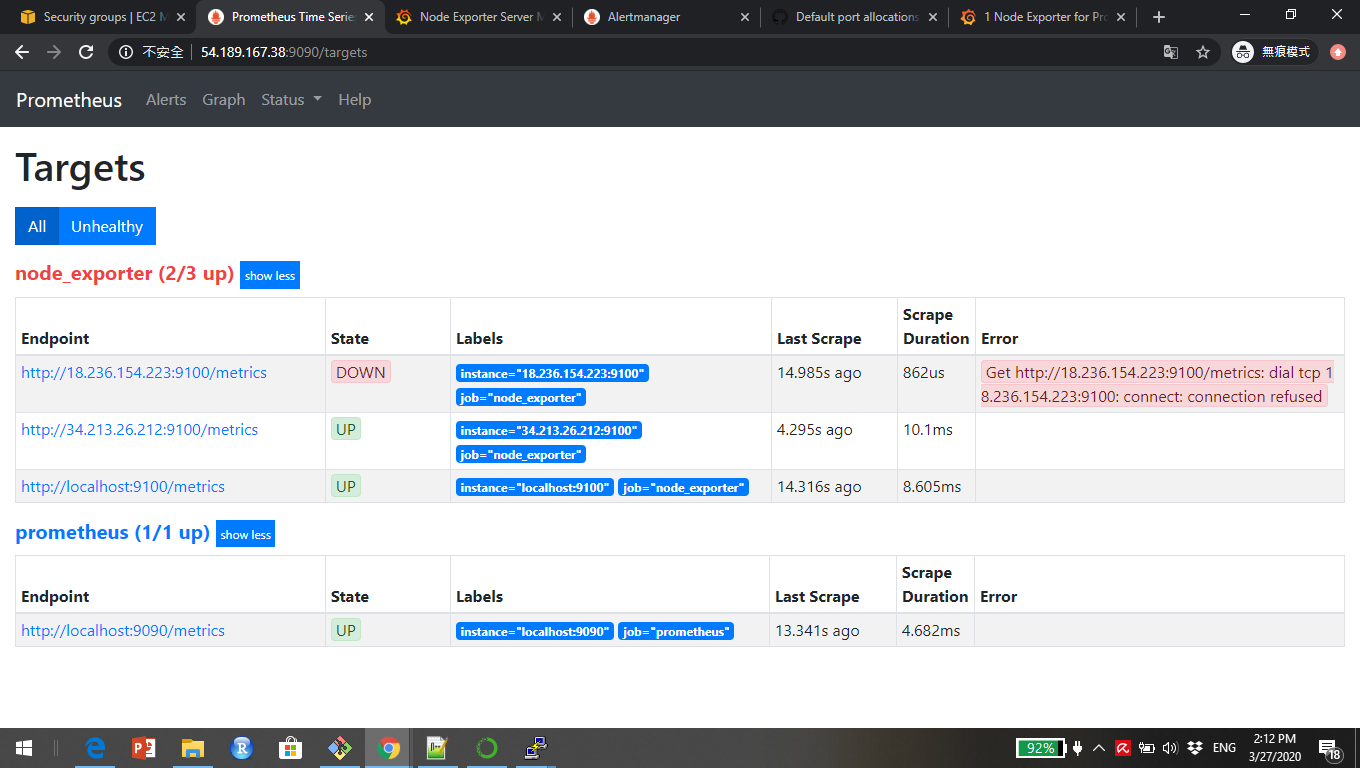 Security groups | EC2 M
Prometheus Time Serie
Node Exporter Server M
Alertmanager
Default port allocations
1 Node Exporter for Pro
不安全
54.189.167.38:9090/targets
無痕模式
Prometheus
Alerts
Graph
Status
Help
Targets
All
Unhealthy
node_exporter (2/3 up)
show less
Endpoint
State
Labels
Last Scrape
Scrape
Duration
Error
http://18.236.154.223:9100/metrics
DOWN
instance="18.236.154.223:9100"
job="node_exporter"
14.985s ago
862us
Get http://18.236.154.223:9100/metrics: dial tcp 1
8.236.154.223:9100: connect: connection refused
http://34.213.26.212:9100/metrics
UP
instance="34.213.26.212:9100"
job="node_exporter"
4.295s ago
10.1ms
http://localhost:9100/metrics
UP
instance="localhost:9100" job="node_exporter"
14.316s ago
8.605ms
prometheus (1/1 up)
show less
Endpoint
State
Labels
Last Scrape
Scrape
Duration
Error
http://localhost:9090/metrics
UP
instance="localhost:9090" job="prometheus"
13.341s ago
4.682ms
92%
ENG
2:12 PM
3/27/2020
18